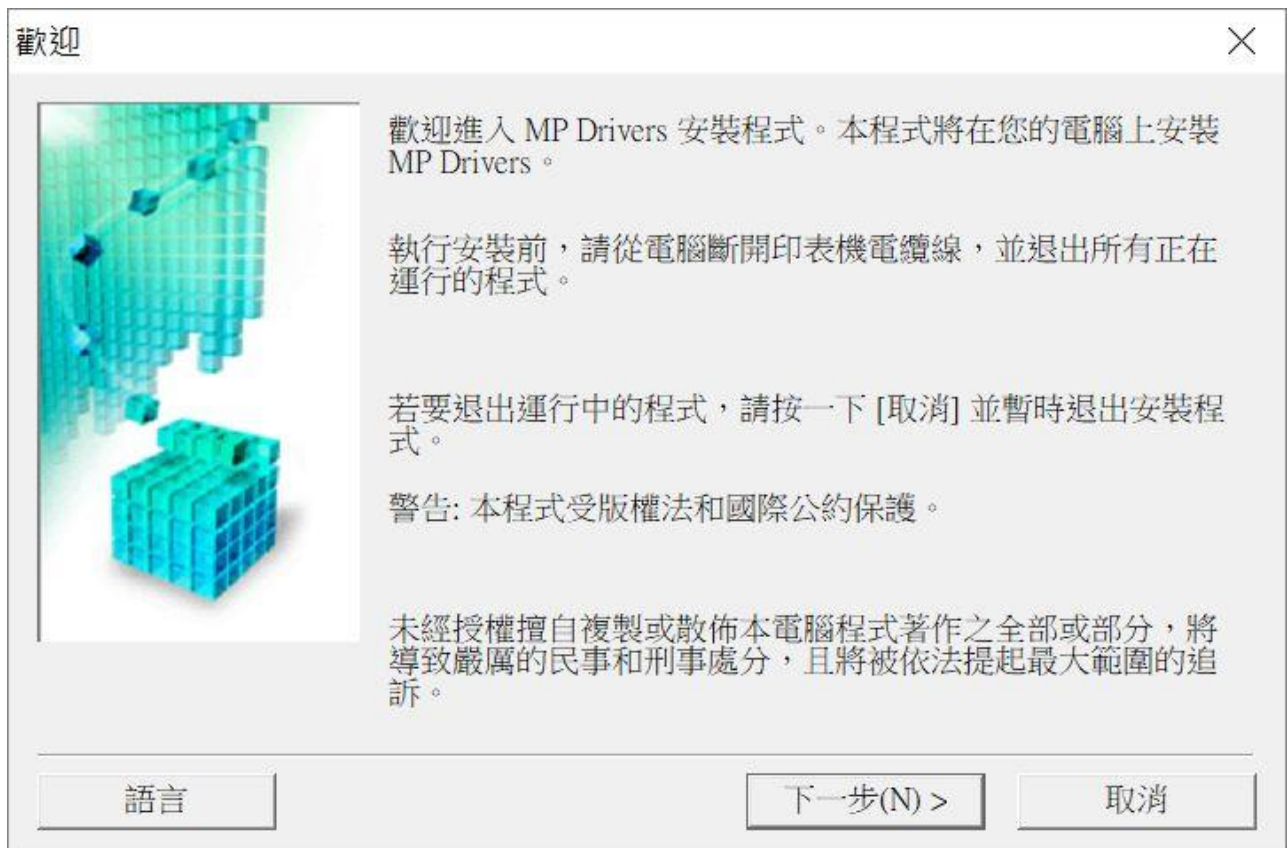 歡迎
歡迎進入 MP Drivers 安裝程式。本程式將在您的電腦上安裝
MP Drivers。
執行安裝前，請從電腦斷開印表機電纜線，並退出所有正在
運行的程式。
若要退出運行中的程式，請按一下 [取消] 並暫時退出安裝程
式。
警告: 本程式受版權法和國際公約保護。
未經授權擅自複製或散佈本電腦程式著作之全部或部分，將
導致嚴厲的民事和刑事處分，且將被依法提起最大範圍的追
訴。
語言
下一步(N) >
取消